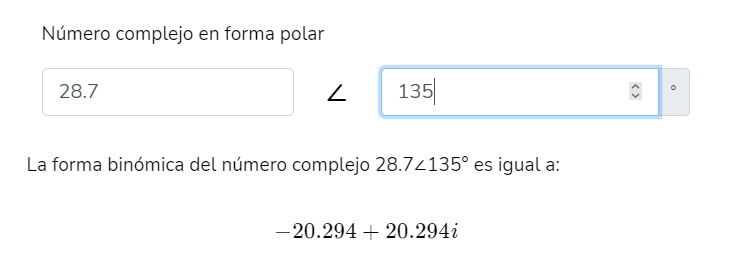 Número complejo en forma polar
28.7 ∠ 135 °
La forma binómica del número complejo 28.7∠135° es igual a:
−20.294 + 20.294i